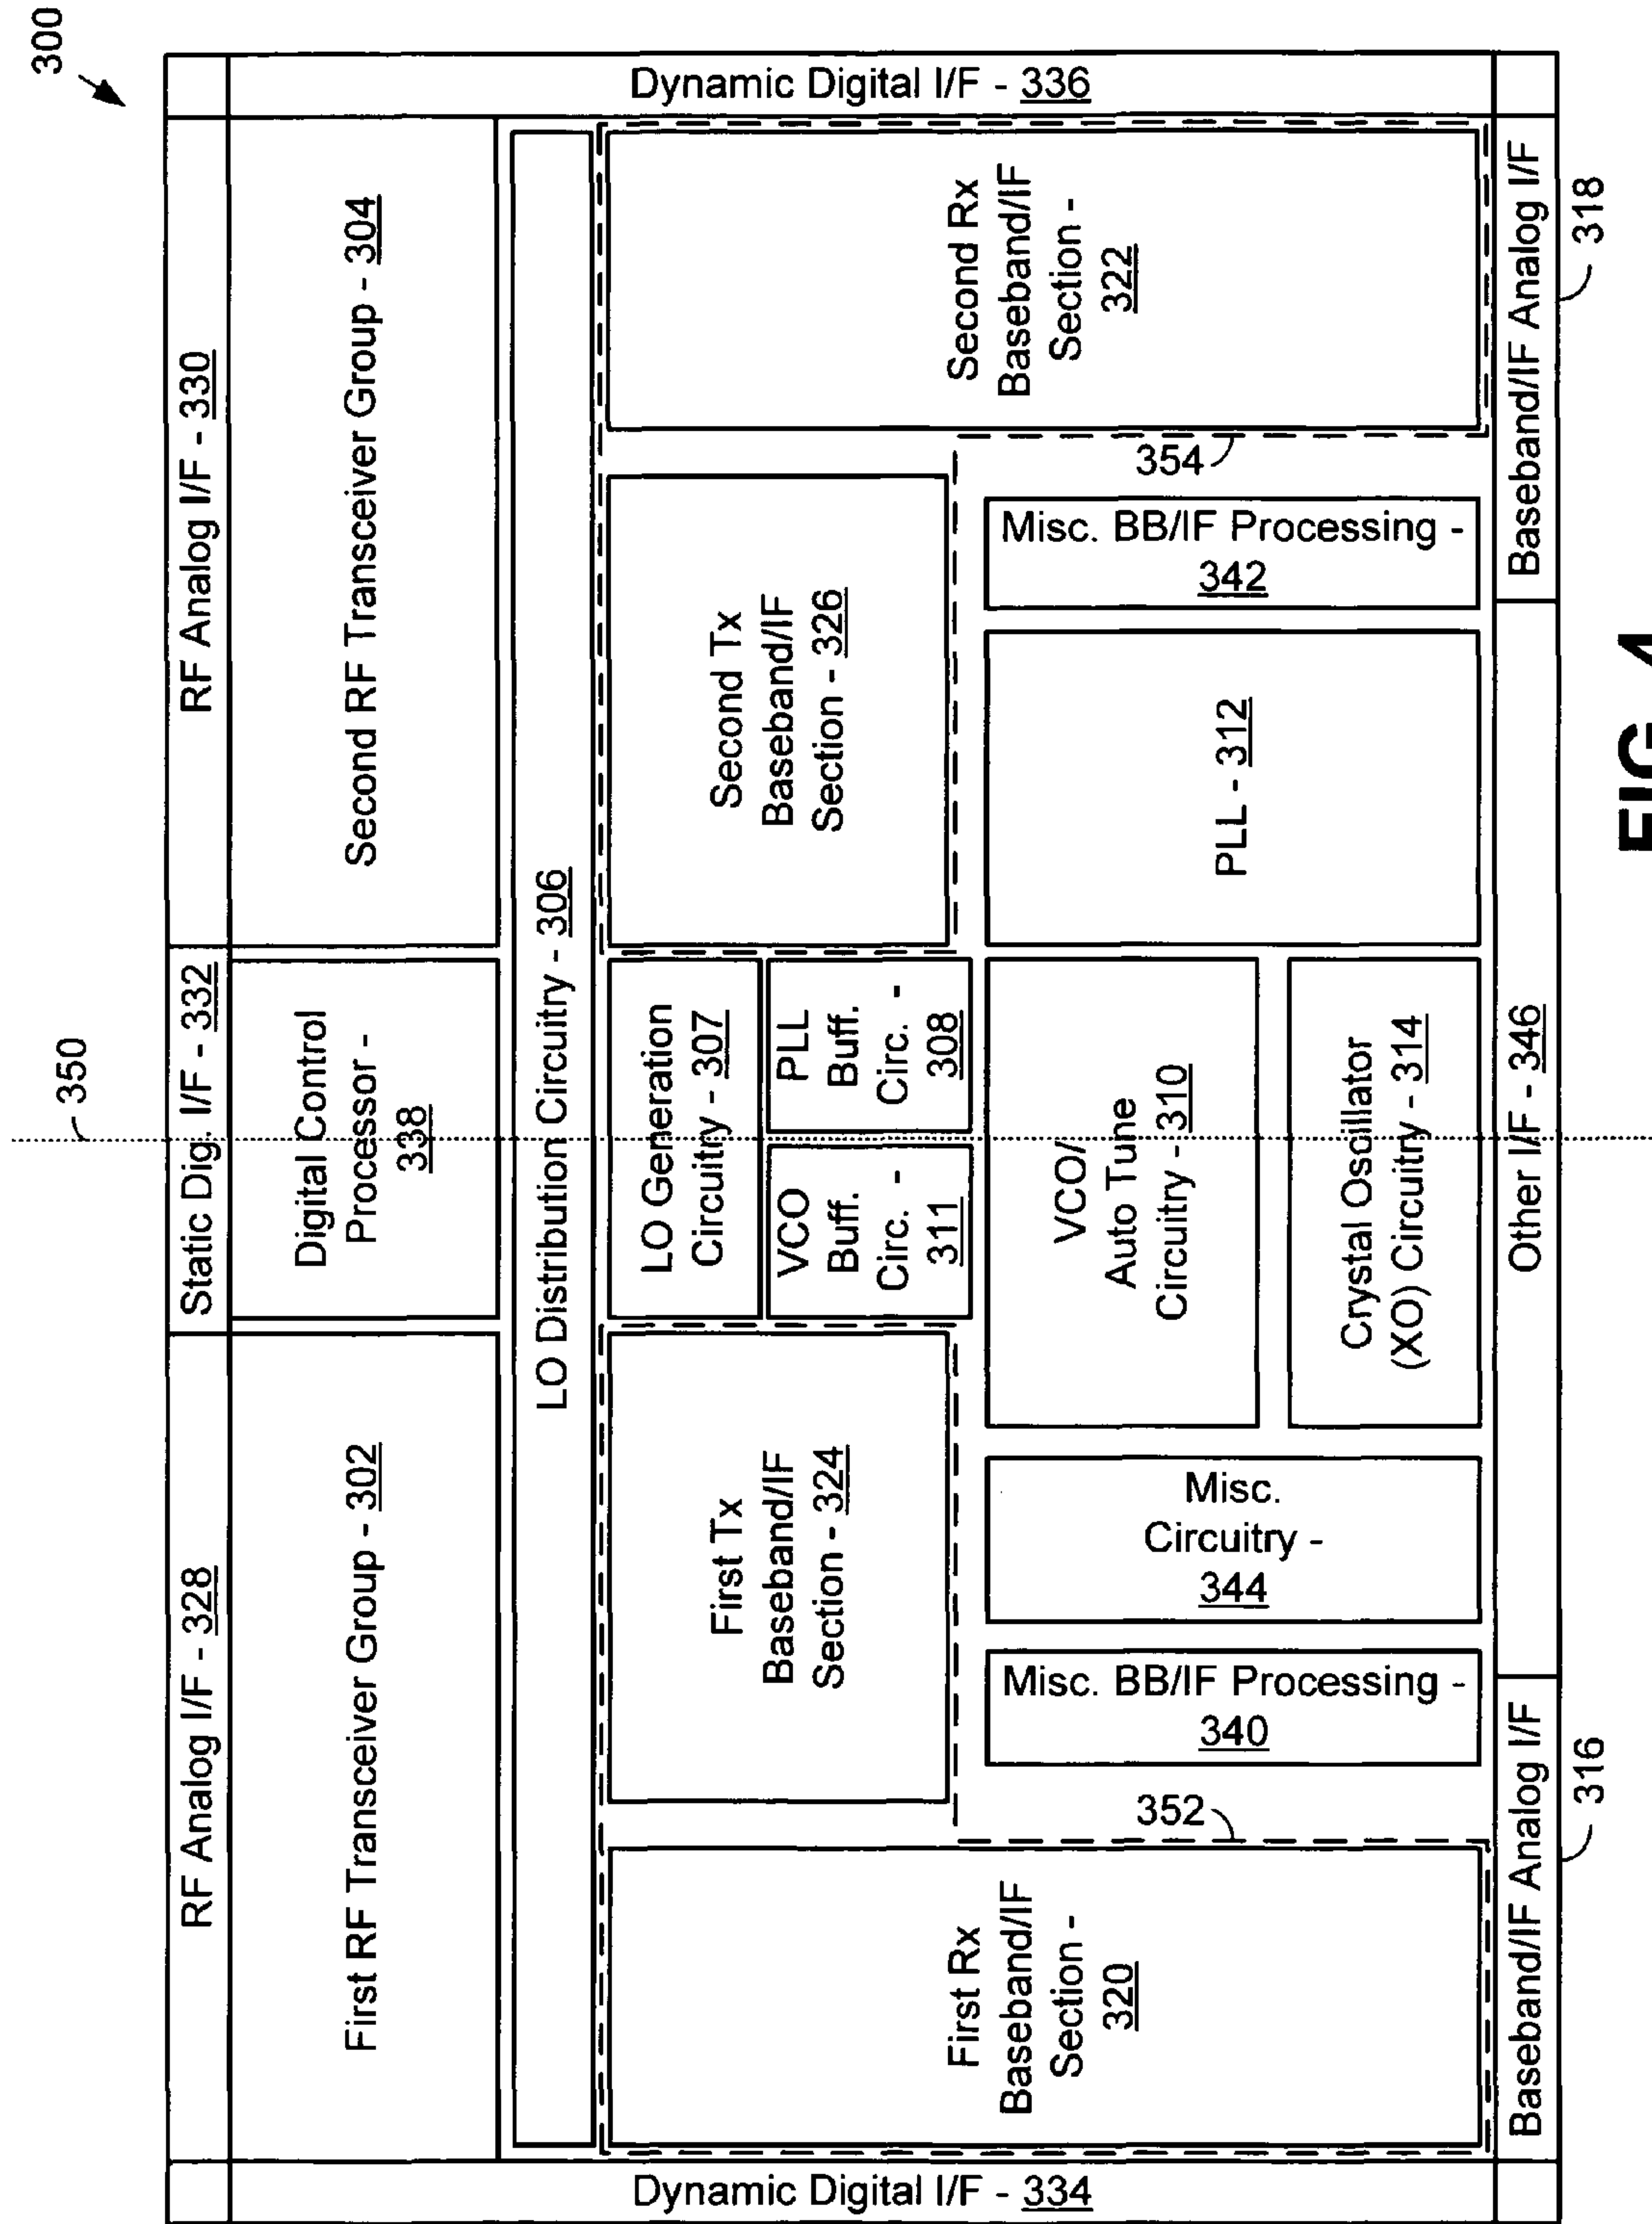 300
350
RF Analog I/F - 328
Static Dig. I/F - 332
RF Analog I/F - 330
First RF Transceiver Group - 302
Digital Control
Processor -
338
Second RF Transceiver Group - 304
LO Distribution Circuitry - 306
Dynamic Digital I/F - 334
First Rx
Baseband/IF
Section -
320
First Tx
Baseband/IF
Section - 324
LO Generation
Circuitry - 307
VCO
Buff.
Circ. -
311
PLL
Buff.
Circ. -
308
Second Tx
Baseband/IF
Section - 326
Second Rx
Baseband/IF
Section -
322
Dynamic Digital I/F - 336
352
Misc. BB/IF Processing -
340
Misc.
Circuitry -
344
VCO/
Auto Tune
Circuitry - 310
Crystal Oscillator
(XO) Circuitry - 314
PLL - 312
Misc. BB/IF Processing -
342
354
Baseband/IF Analog I/F
Other I/F - 346
Baseband/IF Analog I/F
316
318
FIG. 4